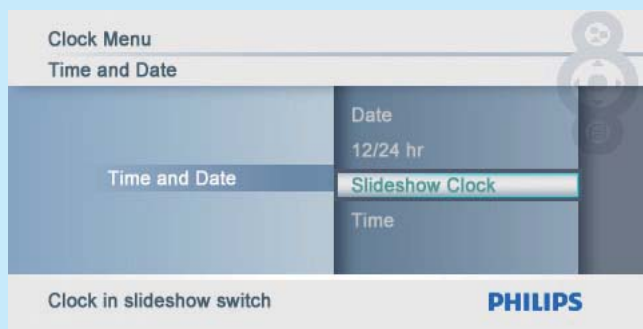 Clock Menu
Time and Date
Time and Date
Date
12/24 hr
Slideshow Clock
Time
Clock in slideshow switch
PHILIPS